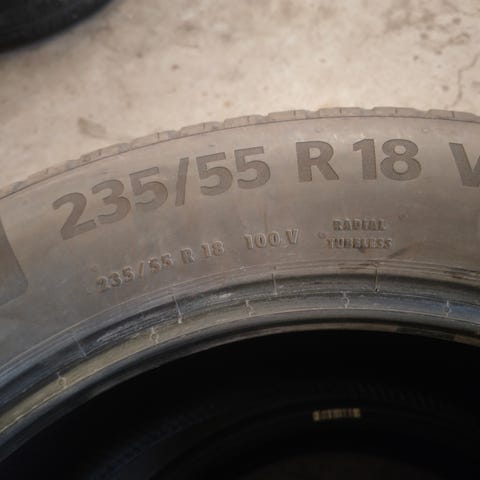 235/55 R 18 V
235/55 R 18 100 V
RADIAL
TUBELESS